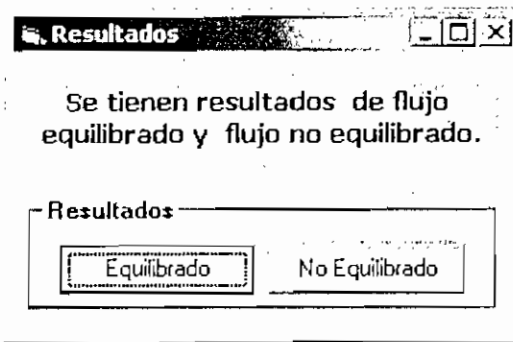 Resultados
Se tienen resultados de flujo
equilibrado y flujo no equilibrado.
Resultados
Equilibrado No Equilibrado